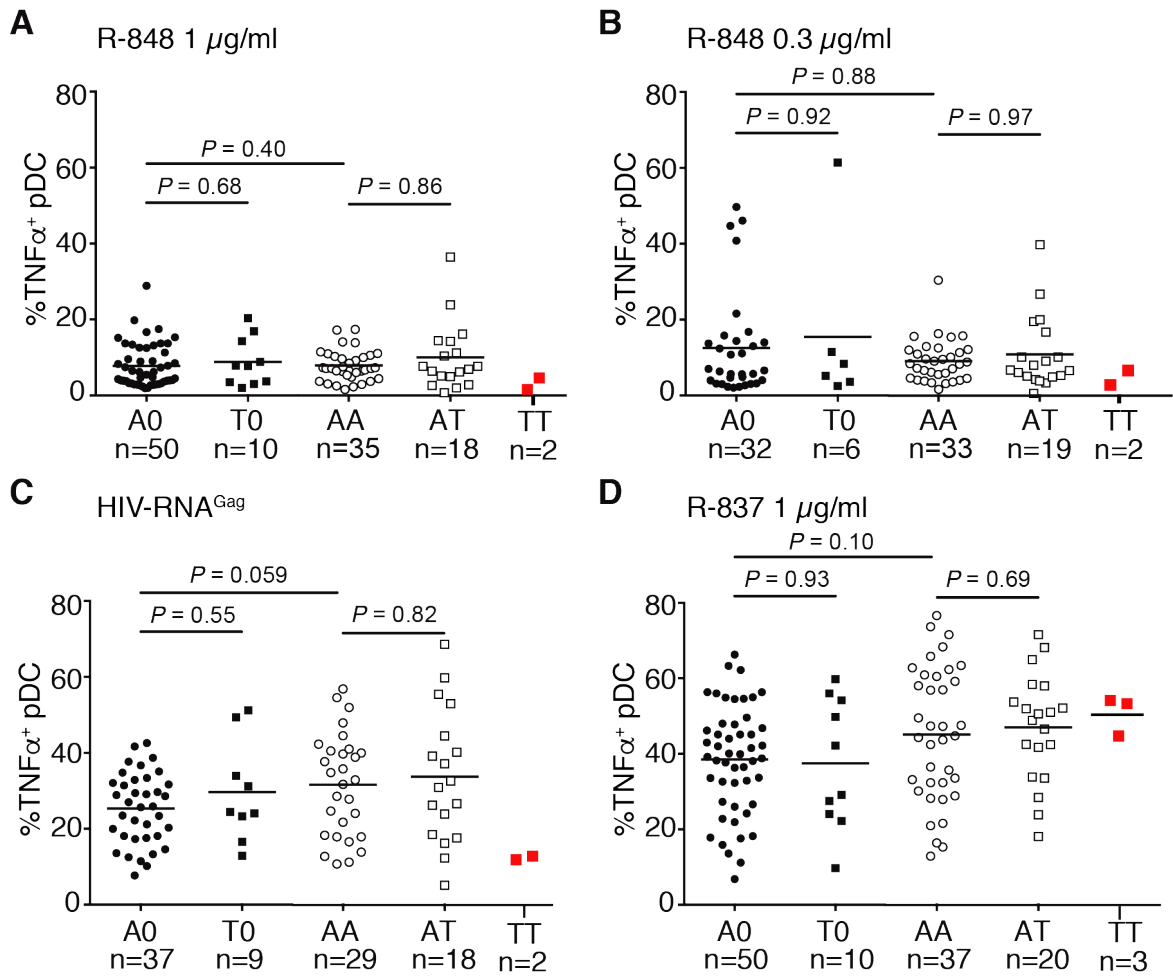 A
R-848 1 µg/ml
%TNFα⁺ pDC
80
60
40
20
0
P = 0.40
P = 0.68
P = 0.86
A0 T0 AA AT TT
n=50 n=10 n=35 n=18 n=2
B
R-848 0.3 µg/ml
%TNFα⁺ pDC
80
60
40
20
0
P = 0.88
P = 0.92
P = 0.97
A0 T0 AA AT TT
n=32 n=6 n=33 n=19 n=2
C
HIV-RNAᴳᵃᵍ
%TNFα⁺ pDC
80
60
40
20
0
P = 0.059
P = 0.55
P = 0.82
A0 T0 AA AT TT
n=37 n=9 n=29 n=18 n=2
D
R-837 1 µg/ml
%TNFα⁺ pDC
80
60
40
20
0
P = 0.10
P = 0.93
P = 0.69
A0 T0 AA AT TT
n=50 n=10 n=37 n=20 n=3